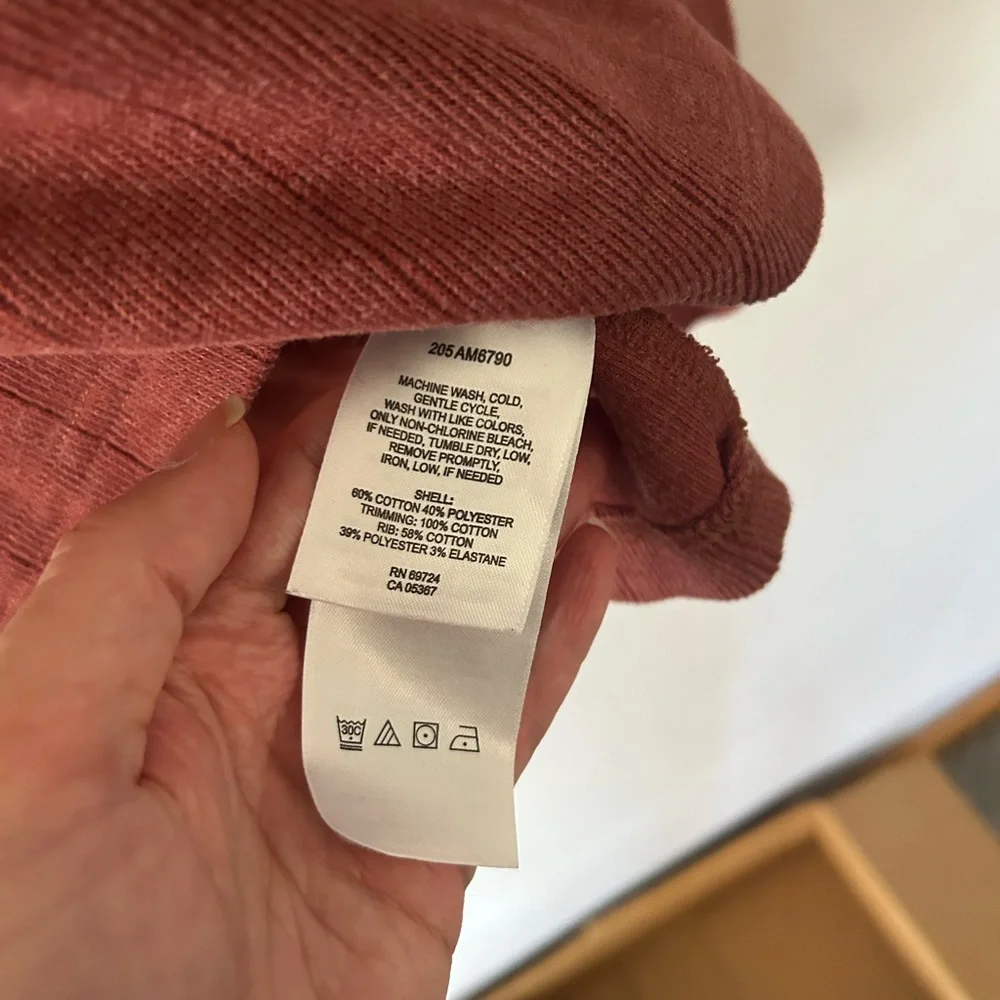 205AM6790
MACHINE WASH, COLD,
GENTLE CYCLE,
WASH WITH LIKE COLORS,
ONLY NON-CHLORINE BLEACH,
IF NEEDED, TUMBLE DRY, LOW,
REMOVE PROMPTLY,
IRON, LOW, IF NEEDED
SHELL:
60% COTTON 40% POLYESTER
TRIMMING: 100% COTTON
RIB: 58% COTTON
39% POLYESTER 3% ELASTANE
RN 69724
CA 05367
30C